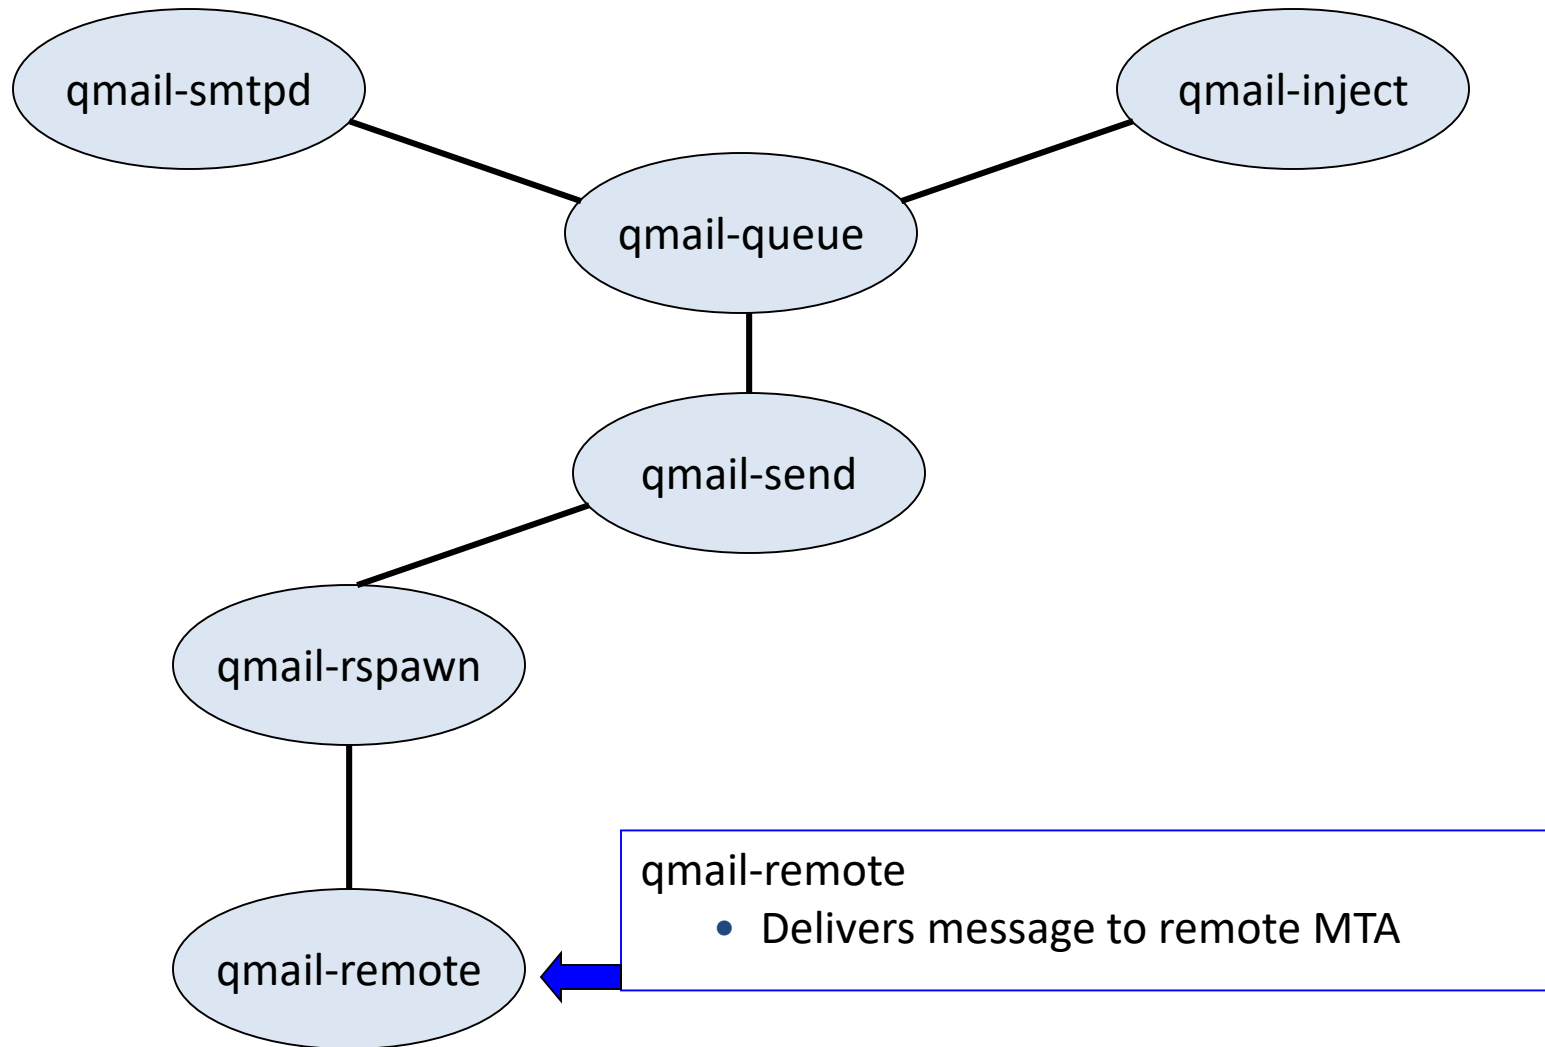 qmail-smtpd
qmail-inject
qmail-queue
qmail-send
qmail-rspawn
qmail-remote
qmail-remote
• Delivers message to remote MTA